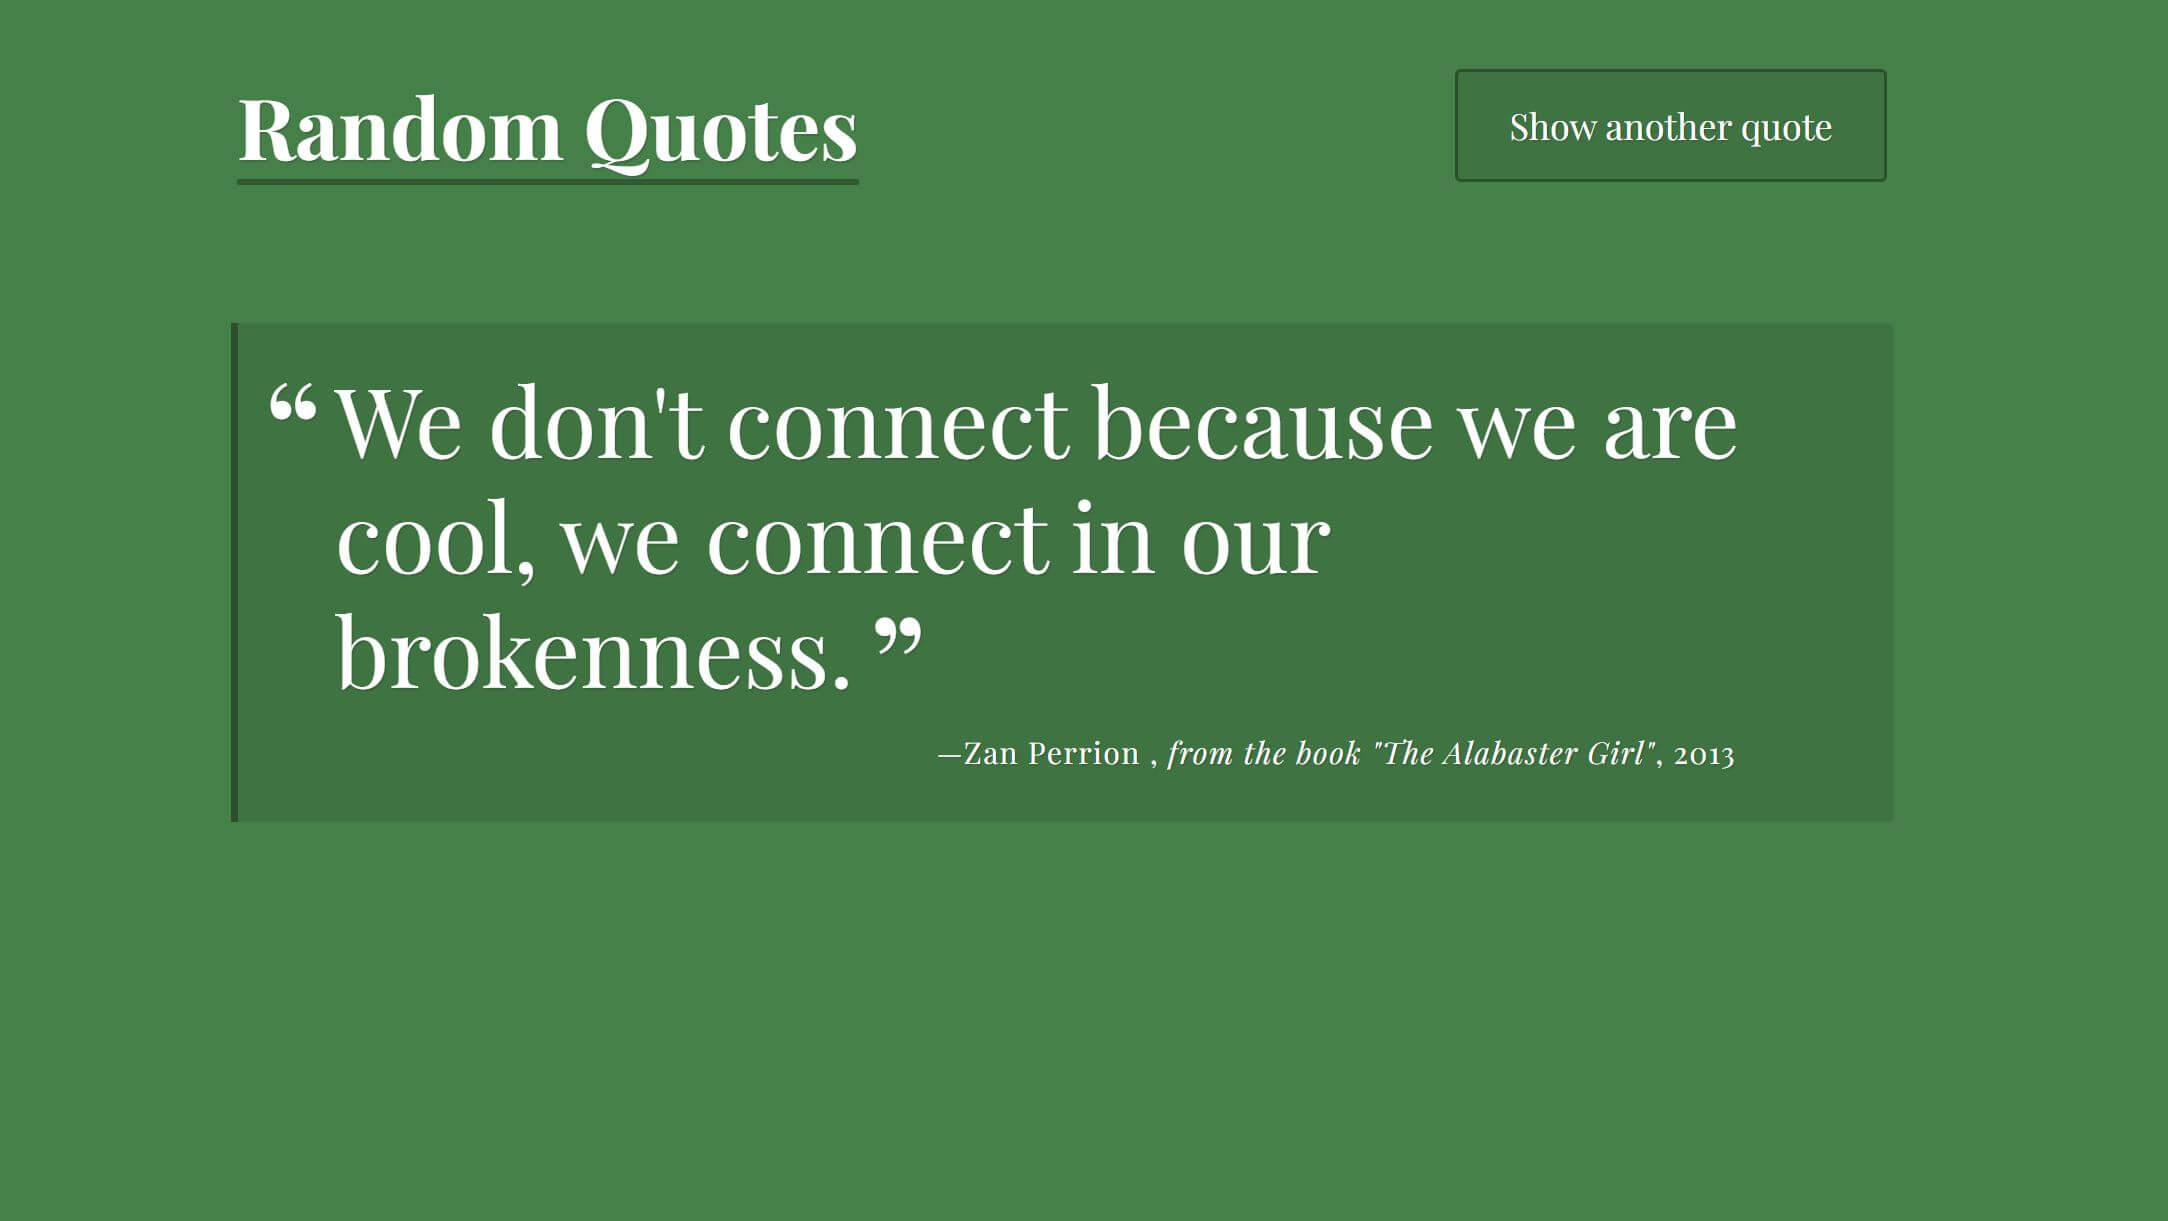 Random Quotes
Show another quote
“We don't connect because we are
cool, we connect in our
brokenness.”
—Zan Perrion , from the book "The Alabaster Girl", 2013